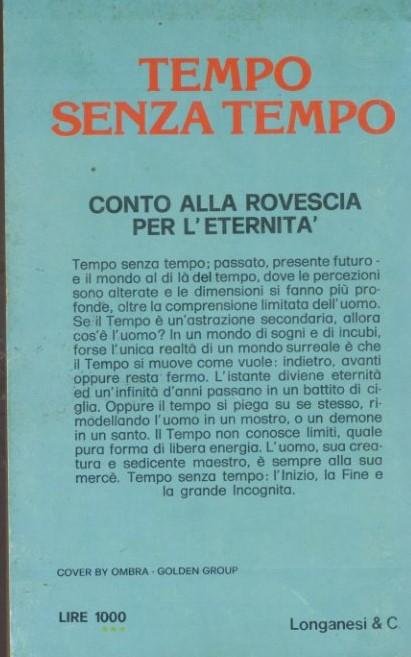 TEMPO
SENZA TEMPO
CONTO ALLA ROVESCIA
PER L'ETERNITA'
Tempo senza tempo; passato, presente futuro -
e il mondo al di là del tempo, dove le percezioni
sono alterate e le dimensioni si fanno più pro-
fonde, oltre la comprensione limitata dell'uomo.
Se il Tempo è un'astrazione secondaria, allora
cos'è l'uomo? In un mondo di sogni e di incubi,
forse l'unica realtà di un mondo surreale è che
il Tempo si muove come vuole: indietro, avanti
oppure resta fermo. L'istante diviene eternità
ed un'infinità d'anni passano in un battito di ci-
glia. Oppure il tempo si piega su se stesso, ri-
modellando l'uomo in un mostro, o un demone
in un santo. Il Tempo non conosce limiti, quale
pura forma di libera energia. L'uomo, sua crea-
tura e sedicente maestro, è sempre alla sua
mercè. Tempo senza tempo: l'Inizio, la Fine e
la grande Incognita.
COVER BY OMBRA - GOLDEN GROUP
LIRE 1000
Longanesi & C.